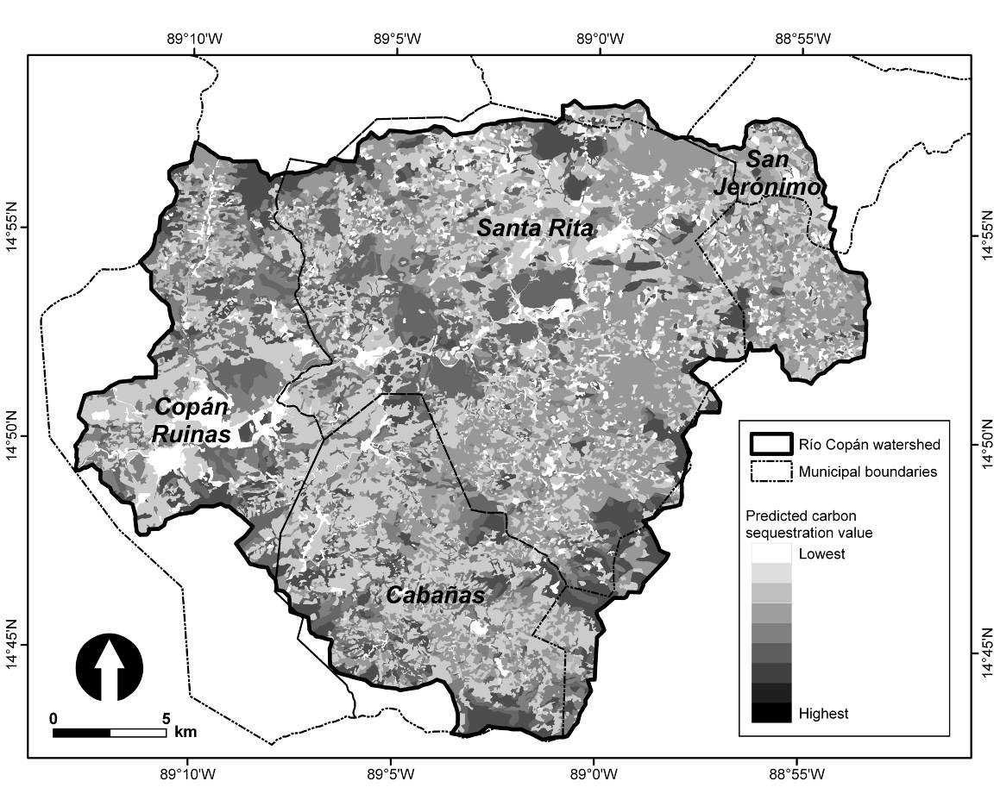 89°10'W
89°5'W
89°0'W
88°55'W
14°55'N
14°50'N
14°45'N
14°55'N
14°50'N
14°45'N
San
Jerónimo
Santa Rita
Copán
Ruinas
Cabañas
Río Copán watershed
Municipal boundaries
Predicted carbon
sequestration value
Lowest
Highest
0 5
km
89°10'W
89°5'W
89°0'W
88°55'W